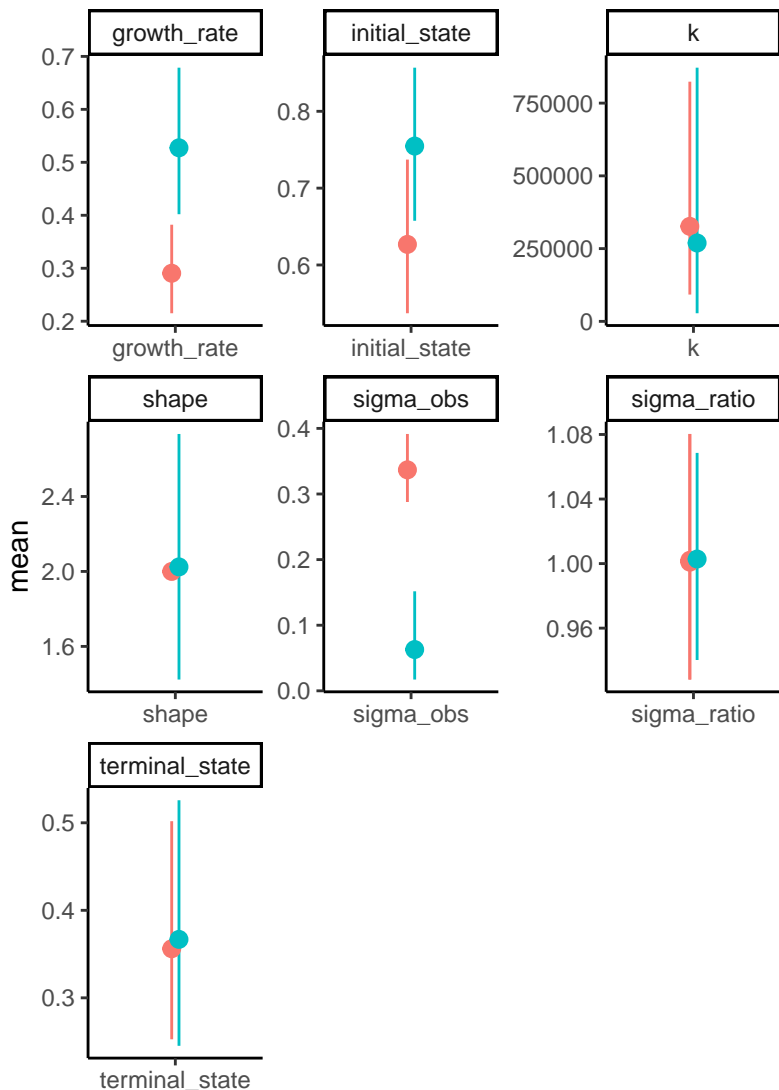 growth_rate
0.7
0.6
0.5
0.4
0.3
0.2
growth_rate
initial_state
0.8
0.7
0.6
initial_state
k
750000
500000
250000
0
k
mean
shape
2.4
2.0
1.6
shape
sigma_obs
0.4
0.3
0.2
0.1
0.0
sigma_obs
sigma_ratio
1.08
1.04
1.00
0.96
sigma_ratio
terminal_state
0.5
0.4
0.3
terminal_state